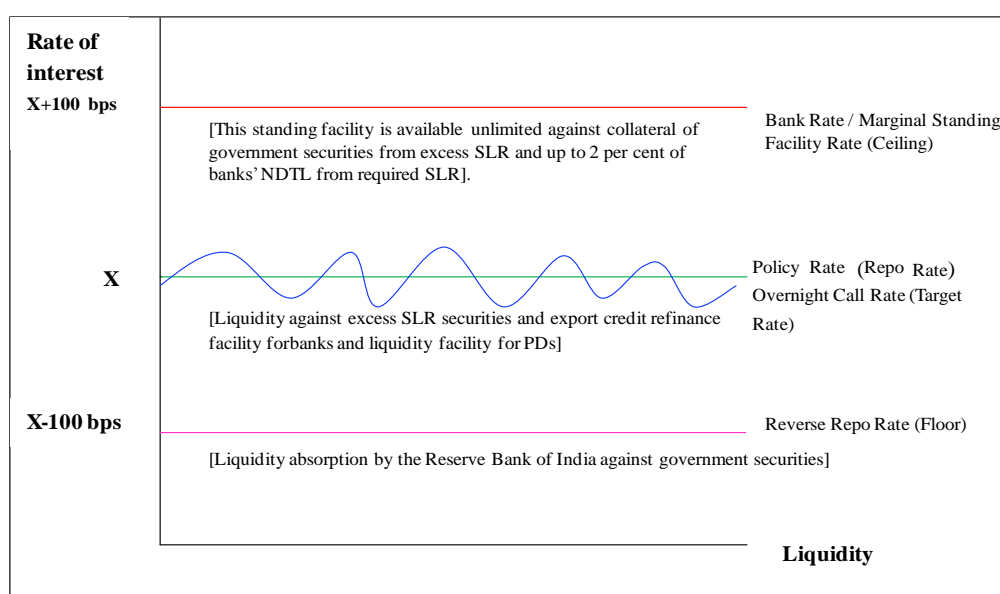 Rate of
interest
X+100 bps
[This standing facility is available unlimited against collateral of
government securities from excess SLR and up to 2 per cent of
banks' NDTL from required SLR].
Bank Rate / Marginal Standing
Facility Rate (Ceiling)
X
Policy Rate (Repo Rate)
Overnight Call Rate (Target
Rate)
[Liquidity against excess SLR securities and export credit refinance
facility forbanks and liquidity facility for PDs]
X-100 bps
Reverse Repo Rate (Floor)
[Liquidity absorption by the Reserve Bank of India against government securities]
Liquidity